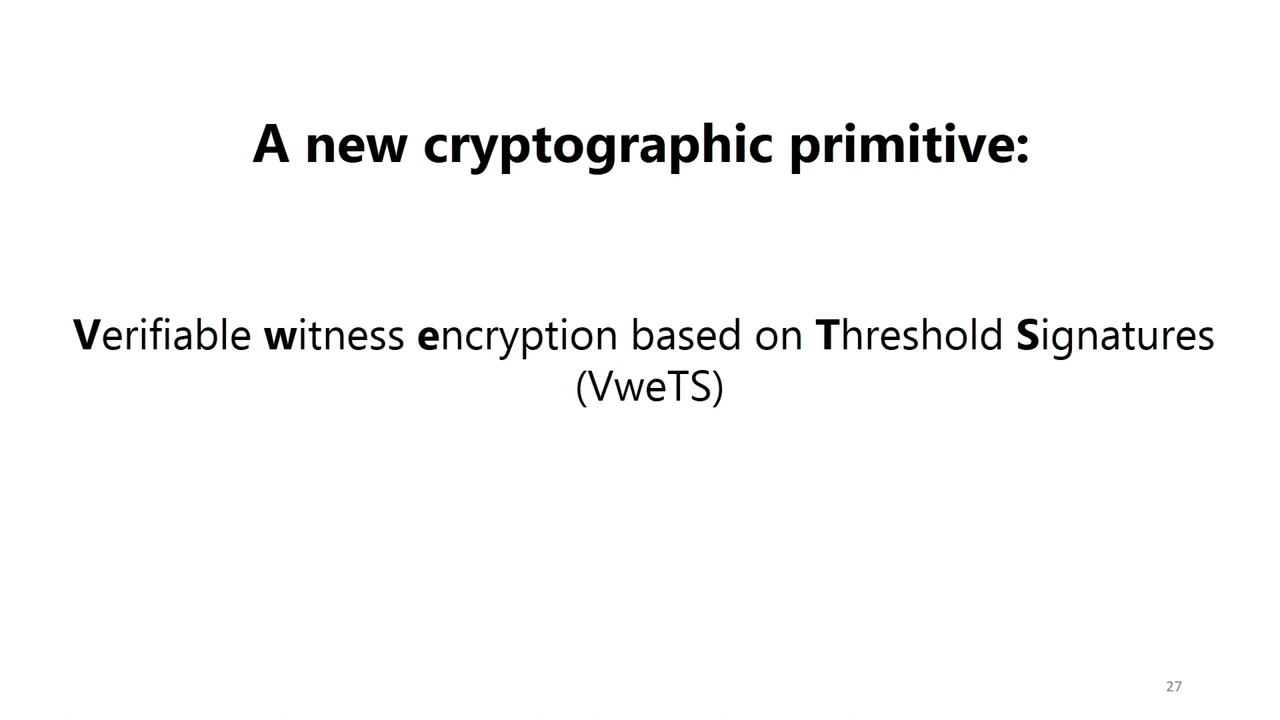 A new cryptographic primitive:
Verifiable witness encryption based on Threshold Signatures
(VweTS)
27